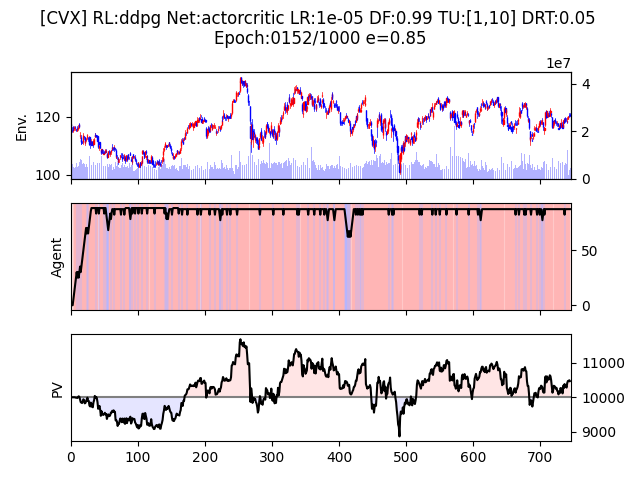 [CVX] RL:ddpg Net:actorcritic LR:1e-05 DF:0.99 TU:[1,10] DRT:0.05
Epoch:0152/1000 e=0.85
1e7
Env.
120
100
4
2
0
Agent
50
0
PV
11000
10000
9000
0 100 200 300 400 500 600 700